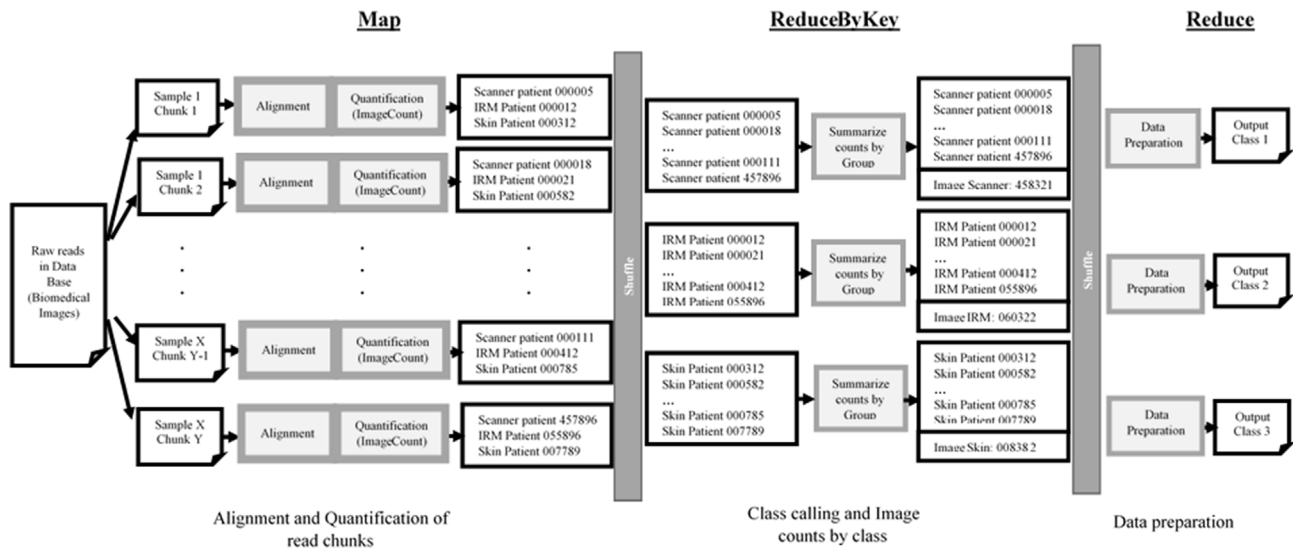 Map
ReduceByKey
Reduce
Raw reads
in Data
Base
(Biomedical
Images)
Sample 1
Chunk 1
Alignment
Quantification
(ImageCount)
Scanner patient 000005
IRM Patient 000012
Skin Patient 000312
Sample 1
Chunk 2
Alignment
Quantification
(ImageCount)
Scanner patient 000018
IRM Patient 000021
Skin Patient 000582
Sample X
Chunk Y-1
Alignment
Quantification
(ImageCount)
Scanner patient 000111
IRM Patient 000412
Skin Patient 000785
Sample X
Chunk Y
Alignment
Quantification
(ImageCount)
Scanner patient 457896
IRM Patient 055896
Skin Patient 007789
Shuffle
Scanner patient 000005
Scanner patient 000018
...
Scanner patient 000111
Scanner patient 457896
Summarize
counts by
Group
Scanner patient 000005
Scanner patient 000018
...
Scanner patient 000111
Scanner patient 457896
Image Scanner: 458321
IRM Patient 000012
IRM Patient 000021
...
IRM Patient 000412
IRM Patient 055896
Summarize
counts by
Group
IRM Patient 000012
IRM Patient 000021
...
IRM Patient 000412
IRM Patient 055896
Image IRM: 060322
Skin Patient 000312
Skin Patient 000582
...
Skin Patient 000785
Skin Patient 007789
Summarize
counts by
Group
Skin Patient 000312
Skin Patient 000582
...
Skin Patient 000785
Skin Patient 007789
Image Skin: 008382
Shuffle
Data
Preparation
Output
Class 1
Data
Preparation
Output
Class 2
Data
Preparation
Output
Class 3
Alignment and Quantification of
read chunks
Class calling and Image
counts by class
Data preparation